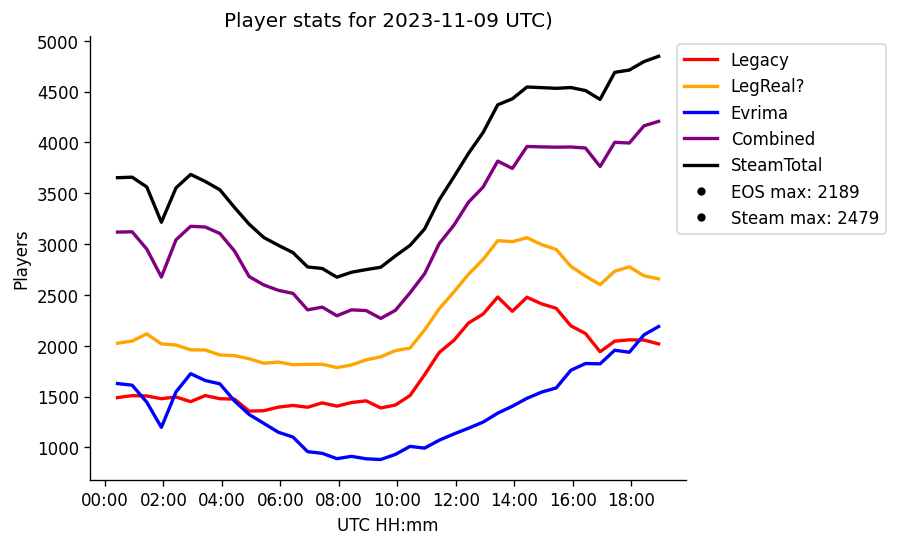 Player stats for 2023-11-09 UTC)
Players
5000
4500
4000
3500
3000
2500
2000
1500
1000
00:00 02:00 04:00 06:00 08:00 10:00 12:00 14:00 16:00 18:00
UTC HH:mm
Legacy
LegReal?
Evrima
Combined
SteamTotal
EOS max: 2189
Steam max: 2479